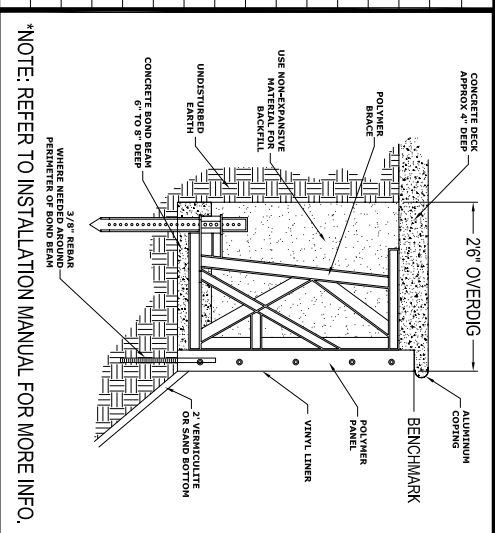 CONCRETE DECK
APPROX 4" DEEP
2'6" OVERDIG
ALUMINUM
COPING
BENCHMARK
POLYMER
BRACE
USE NON-EXPANSIVE
MATERIAL FOR
BACKFILL
UNDISTURBED
EARTH
CONCRETE BOND BEAM
6" TO 8" DEEP
POLYMER
PANEL
VINYL LINER
2' VERMICULITE
OR SAND BOTTOM
3/8" REBAR
WHERE NEEDED AROUND
PERIMETER OF BOND BEAM
*NOTE: REFER TO INSTALLATION MANUAL FOR MORE INFO.